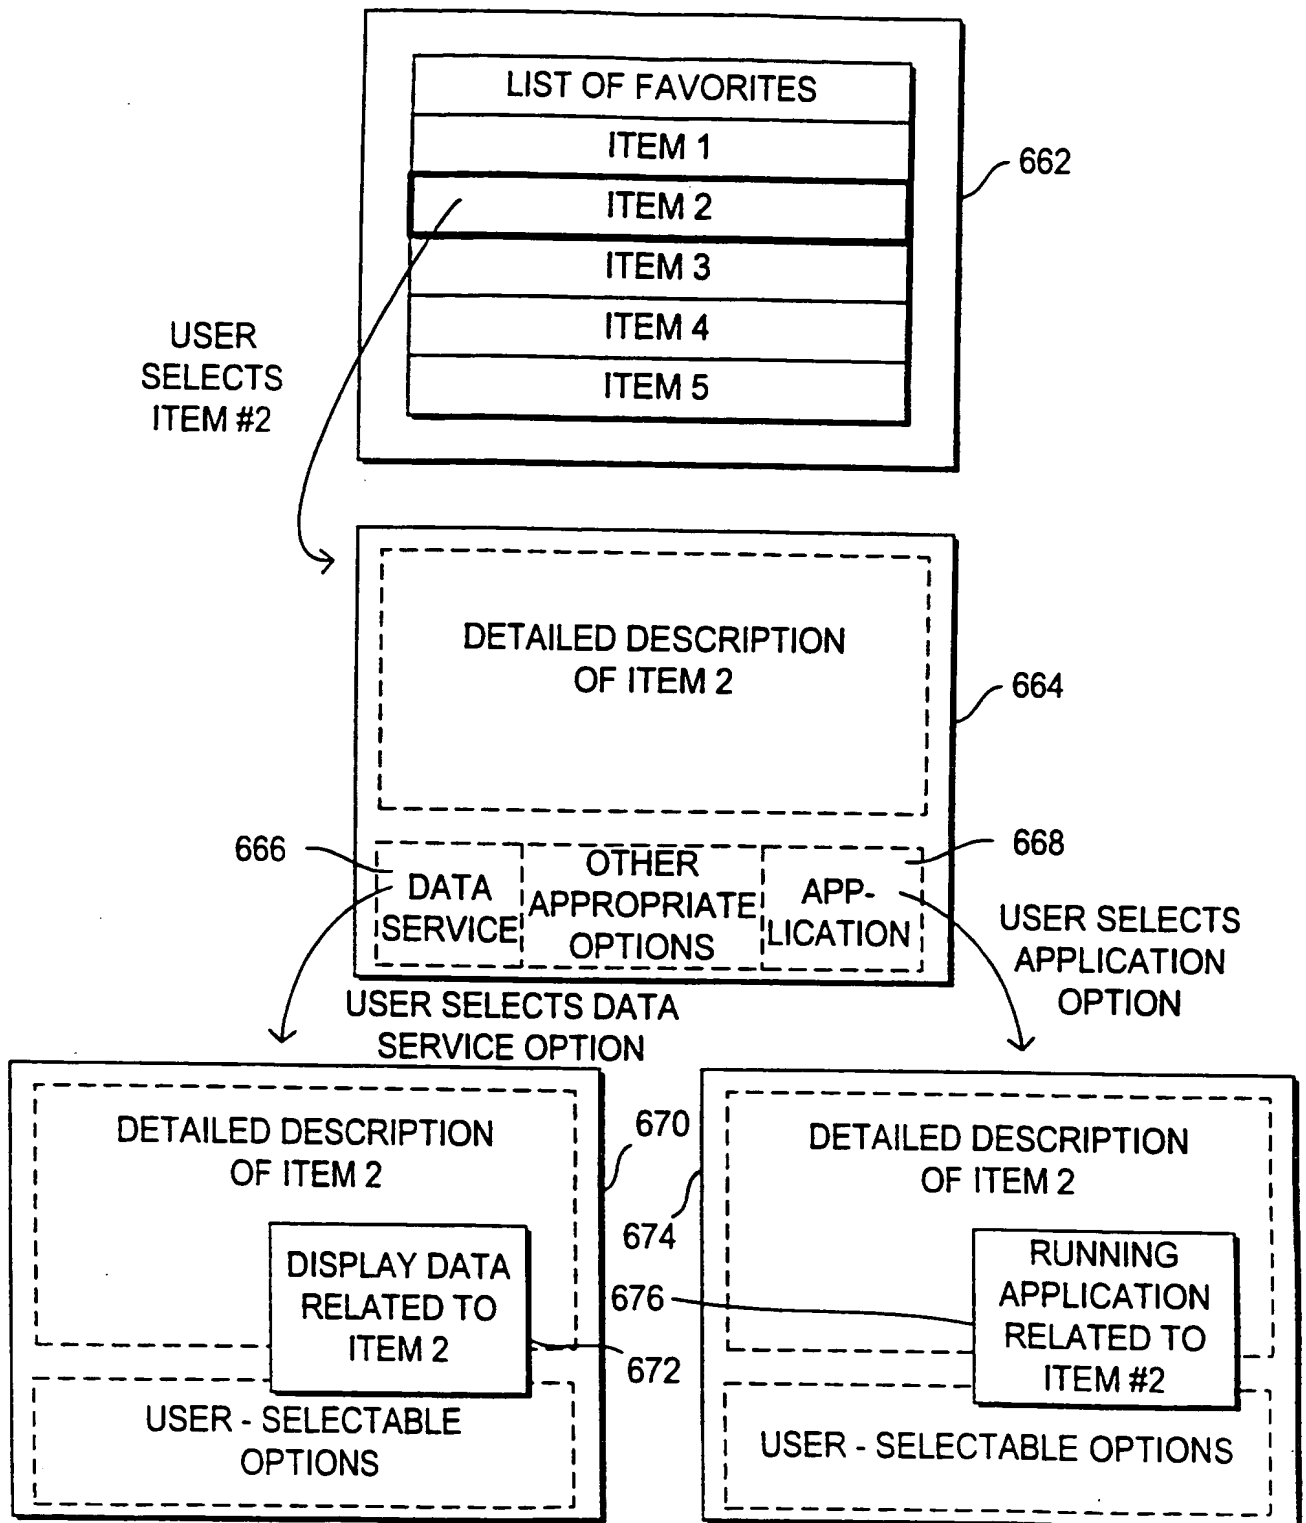 LIST OF FAVORITES
ITEM 1
662
ITEM 2
ITEM 3
ITEM 4
ITEM 5
USER
SELECTS
ITEM #2
DETAILED DESCRIPTION
OF ITEM 2
664
666
668
DATA
SERVICE
OTHER
APPROPRIATE
OPTIONS
APP-
LICATION
USER SELECTS
APPLICATION
OPTION
USER SELECTS DATA
SERVICE OPTION
DETAILED DESCRIPTION
OF ITEM 2
670
DISPLAY DATA
RELATED TO
ITEM 2
672
USER - SELECTABLE
OPTIONS
674
DETAILED DESCRIPTION
OF ITEM 2
676
RUNNING
APPLICATION
RELATED TO
ITEM #2
USER - SELECTABLE OPTIONS